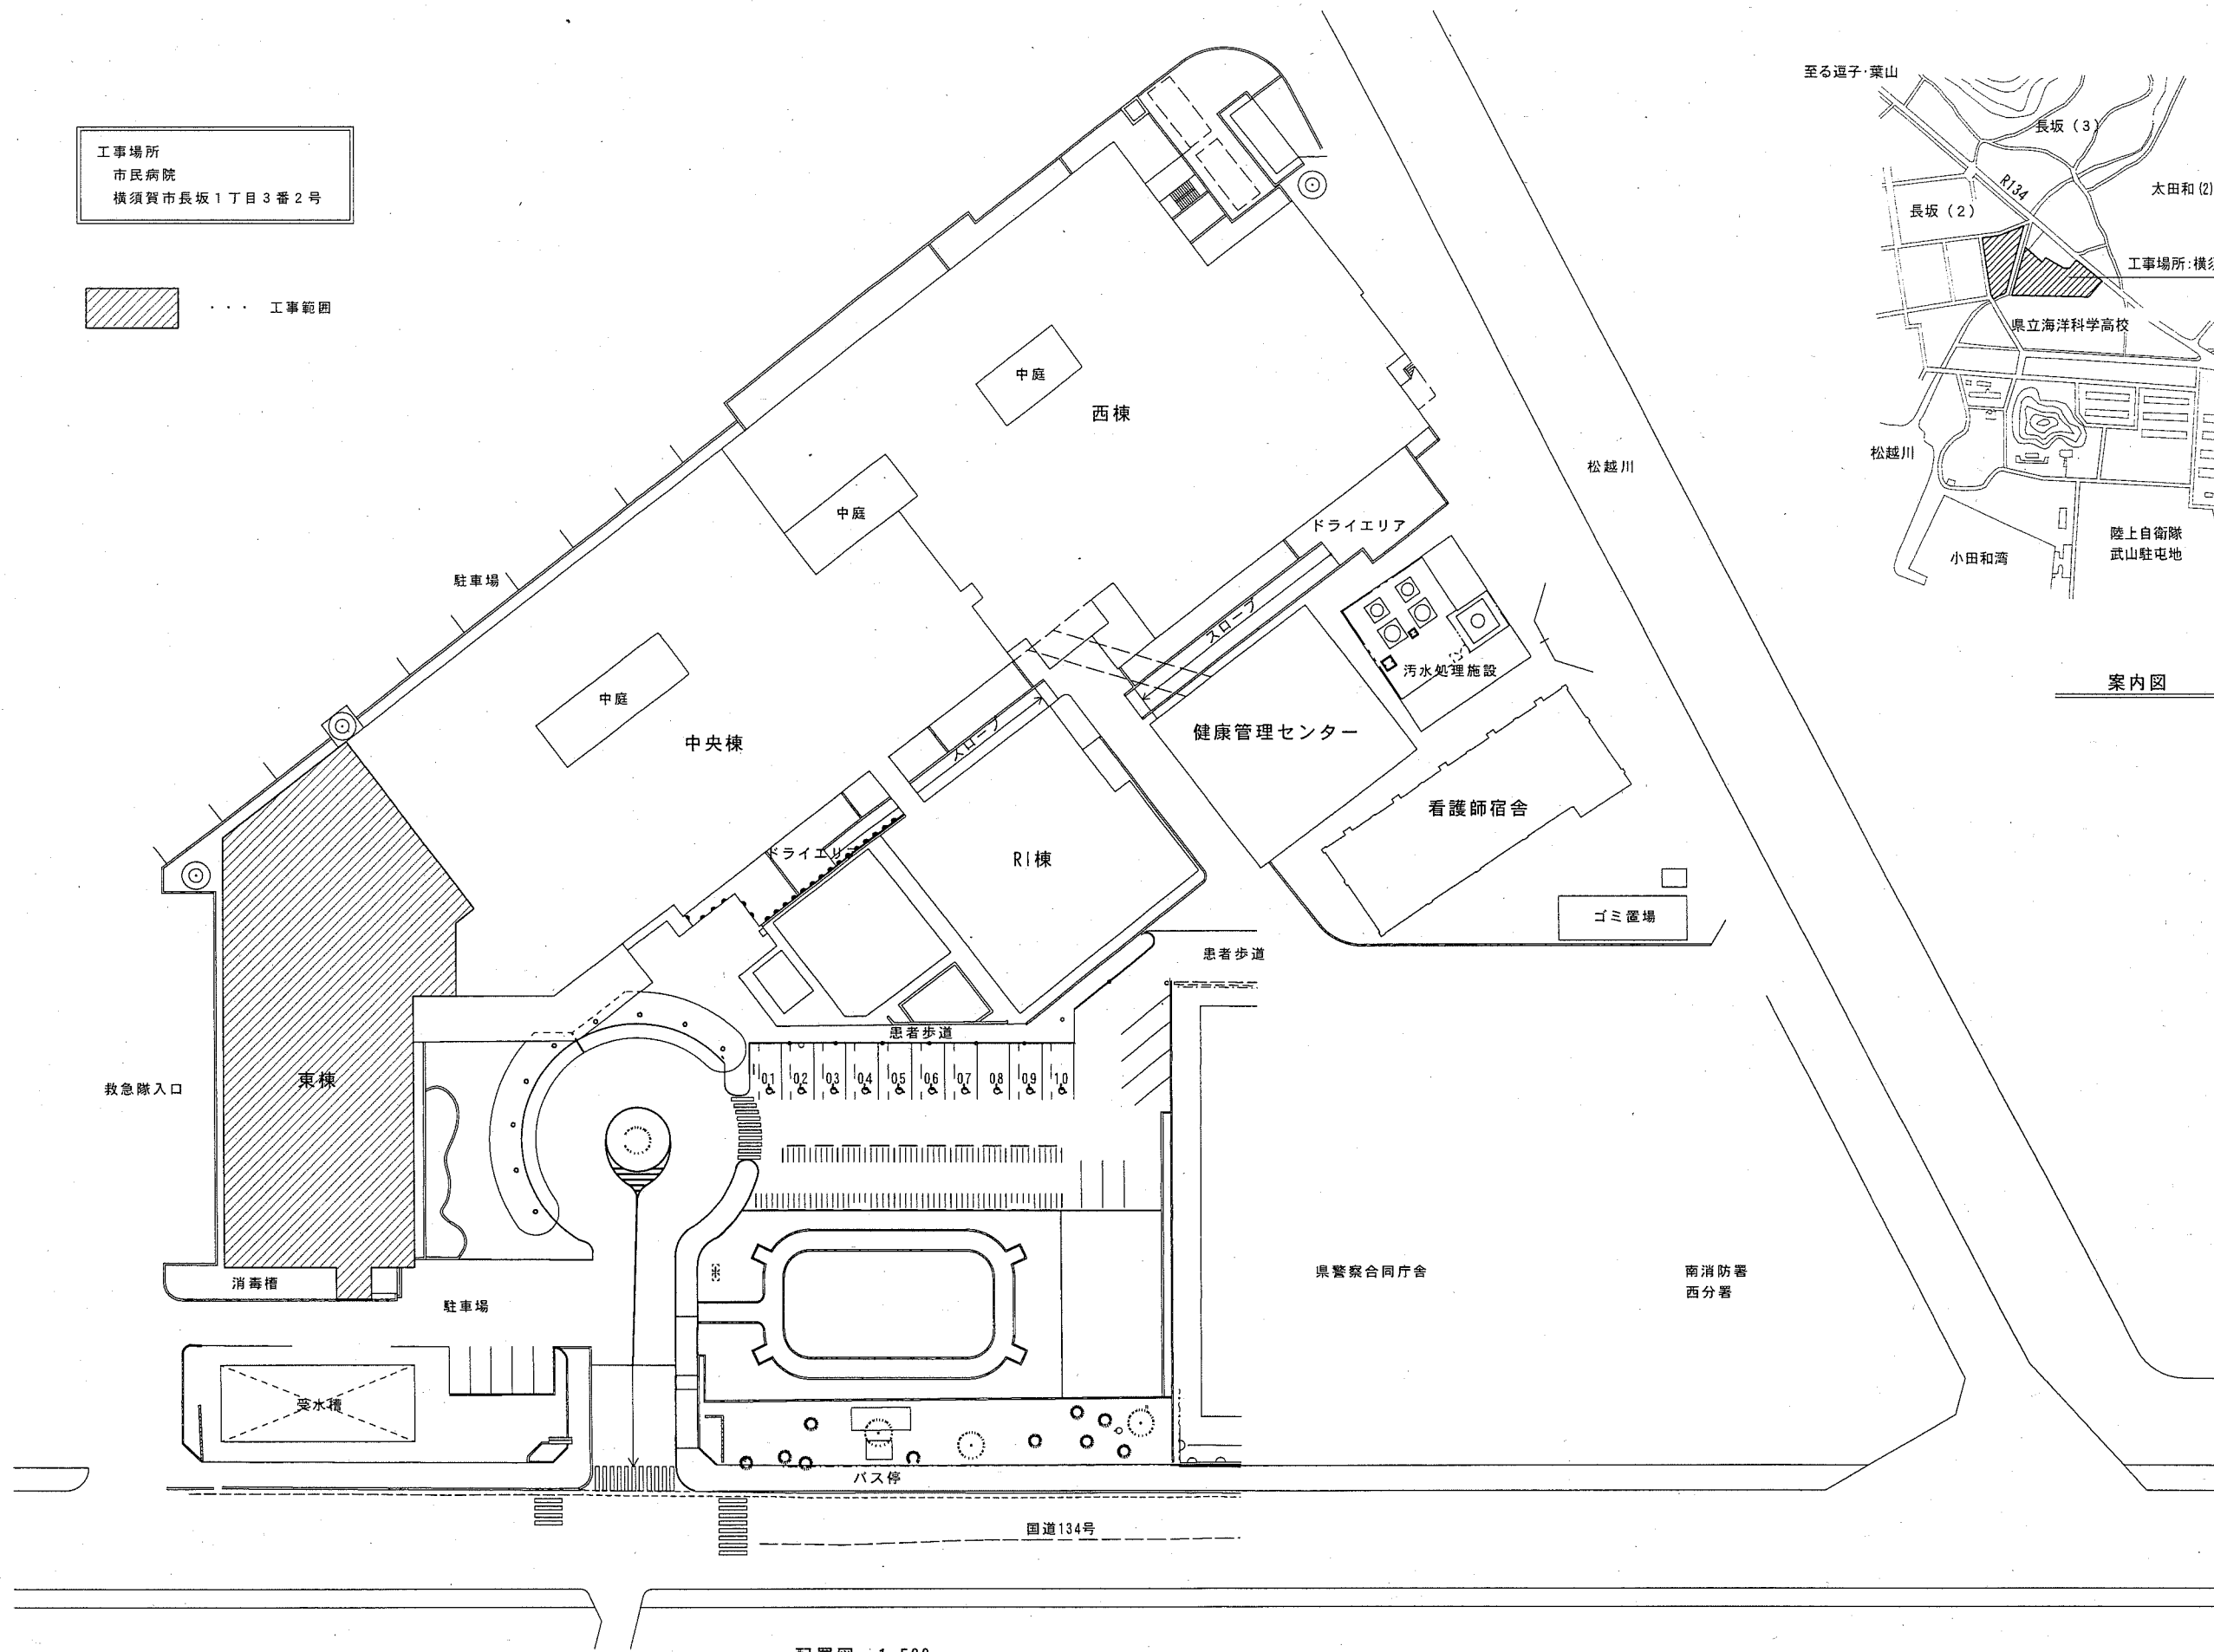 工事場所
市民病院
横須賀市長坂１丁目３番２号
・・・ 工事範囲
至る逗子・葉山
長坂（3）
R134
太田和(2)
長坂（2）
工事場所:横
県立海洋科学高校
松越川
小田和湾
陸上自衛隊
武山駐屯地
案内図
中庭
西棟
松越川
中庭
ドライエリア
駐車場
スロープ
汚水処理施設
中庭
中央棟
スロープ
健康管理センター
看護師宿舎
ドライエリア
RI棟
ゴミ置場
患者歩道
患者歩道
救急隊入口
東棟
01 02 03 04 05 06 07 08 09 10
消毒槽
駐車場
県警察合同庁舎
南消防署
西分署
受水槽
バス停
国道134号